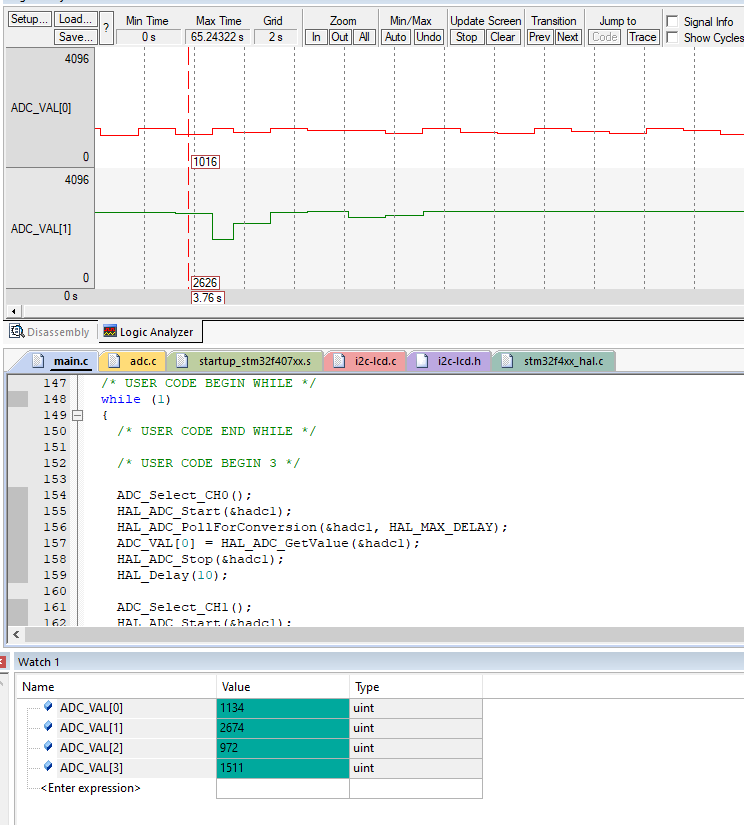 Setup... Load... Save... ? Min Time Max Time Grid Zoom Min/Max Update Screen Transition Jump to Signal Info
0 s 65.24322 s 2 s In Out All Auto Undo Stop Clear Prev Next Code Trace Show Cycles
4096
ADC_VAL[0]
0
1016
4096
ADC_VAL[1]
0
2626
0 s 3.76 s
Disassembly Logic Analyzer
main.c adc.c startup_stm32f407xx.s i2c-lcd.c i2c-lcd.h stm32f4xx_hal.c
147 /* USER CODE BEGIN WHILE */
148 while (1)
149 {
150 /* USER CODE END WHILE */
151
152 /* USER CODE BEGIN 3 */
153
154 ADC_Select_CH0();
155 HAL_ADC_Start(&hadc1);
156 HAL_ADC_PollForConversion(&hadc1, HAL_MAX_DELAY);
157 ADC_VAL[0] = HAL_ADC_GetValue(&hadc1);
158 HAL_ADC_Stop(&hadc1);
159 HAL_Delay(10);
160
161 ADC_Select_CH1();
162 HAL_ADC_Start(&hadc1);
Watch 1
Name Value Type
ADC_VAL[0] 1134 uint
ADC_VAL[1] 2674 uint
ADC_VAL[2] 972 uint
ADC_VAL[3] 1511 uint
<Enter expression>